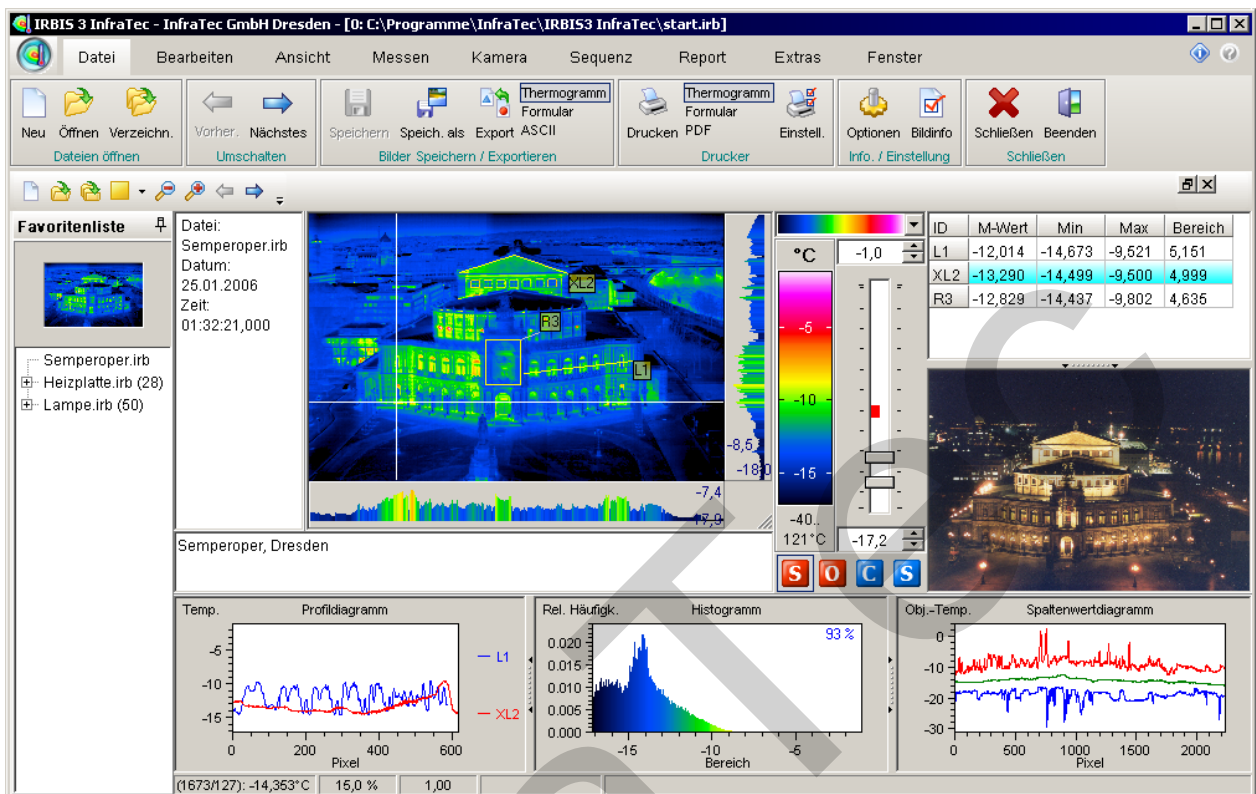 IRBIS 3 InfraTec - InfraTec GmbH Dresden - [0: C:\Programme\InfraTec\IRBIS3 InfraTec\start.irb]
Datei Bearbeiten Ansicht Messen Kamera Sequenz Report Extras Fenster
Thermogramm Thermogramm
Formular Formular
Neu Öffnen Verzeichn. Vorher. Nächstes Speichern Speich. als Export ASCII Drucken PDF Einstell. Optionen Bildinfo Schließen Beenden
Dateien öffnen Umschalten Bilder Speichern / Exportieren Drucker Info. / Einstellung Schließen
Favoritenliste
Semperoper.irb
Heizplatte.irb (28)
Lampe.irb (50)
Datei:
Semperoper.irb
Datum:
25.01.2006
Zeit:
01:32:21,000
XL2
R3
L1
-8,5
-18,0
-7,4
-17,9
Semperoper, Dresden
°C
-1,0
-5
-10
-15
-40..
121°C
-17,2
S O C S
ID M-Wert Min Max Bereich
L1 -12,014 -14,673 -9,521 5,151
XL2 -13,290 -14,499 -9,500 4,999
R3 -12,829 -14,437 -9,802 4,635
Temp. Profildiagramm
-5
-10
-15
0 200 400 600
Pixel
L1
XL2
Rel. Häufigk. Histogramm
93 %
0.020
0.015
0.010
0.005
0.000
-15 -10 -5
Bereich
Obj.-Temp. Spaltenwertdiagramm
0
-10
-20
-30
0 500 1000 1500 2000
Pixel
(1673/127): -14,353°C 15,0 % 1,00